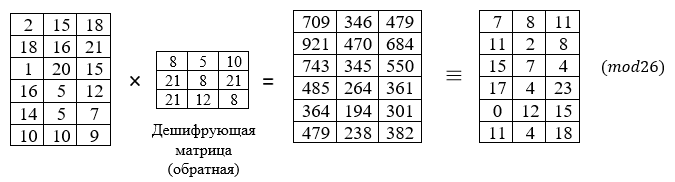 2 15 18
18 16 21
1 20 15
16 5 12
14 5 7
10 10 9
×
8 5 10
21 8 21
21 12 8
Дешифрующая
матрица
(обратная)
=
709 346 479
921 470 684
743 345 550
485 264 361
364 194 301
479 238 382
≡
7 8 11
11 2 8
15 7 4
17 4 23
0 12 15
11 4 18
(mod26)